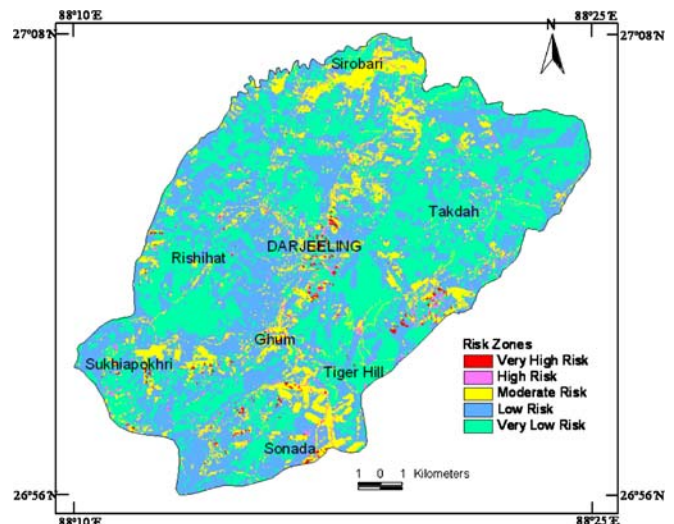 88°10'E
88°25'E
27°08'N
27°08'N
Sirobari
Takdah
DARJEELING
Rishihat
Ghum
Sukhiapokhri
Tiger Hill
Sonada
Risk Zones
Very High Risk
High Risk
Moderate Risk
Low Risk
Very Low Risk
1 0 1 Kilometers
26°56'N
26°56'N
88°10'E
88°25'E